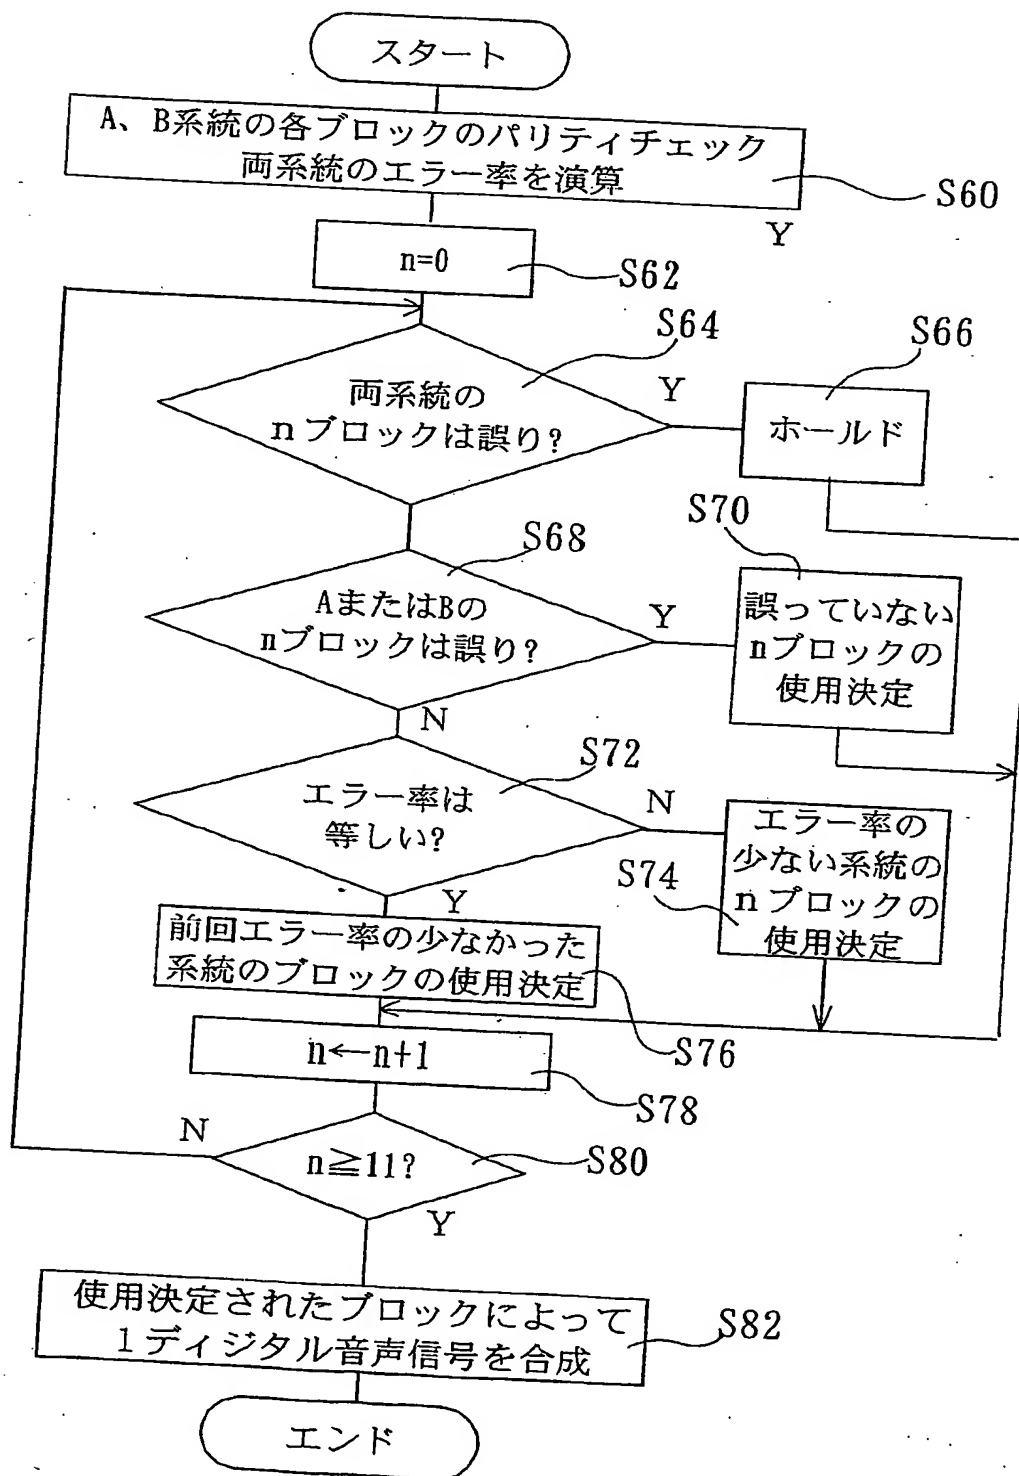 スタート
A、B系統の各ブロックのパリティチェック
両系統のエラー率を演算
S60
Y
n=0
S62
S64
両系統の
nブロックは誤り?
Y
S66
ホールド
S68
AまたはBの
nブロックは誤り?
Y
S70
誤っていない
nブロックの
使用決定
N
S72
エラー率は
等しい?
N
S74
エラー率の
少ない系統の
nブロックの
使用決定
Y
前回エラー率の少なかった
系統のブロックの使用決定
S76
n←n+1
S78
N
n≧11?
S80
Y
使用決定されたブロックによって
1ディジタル音声信号を合成
S82
エンド